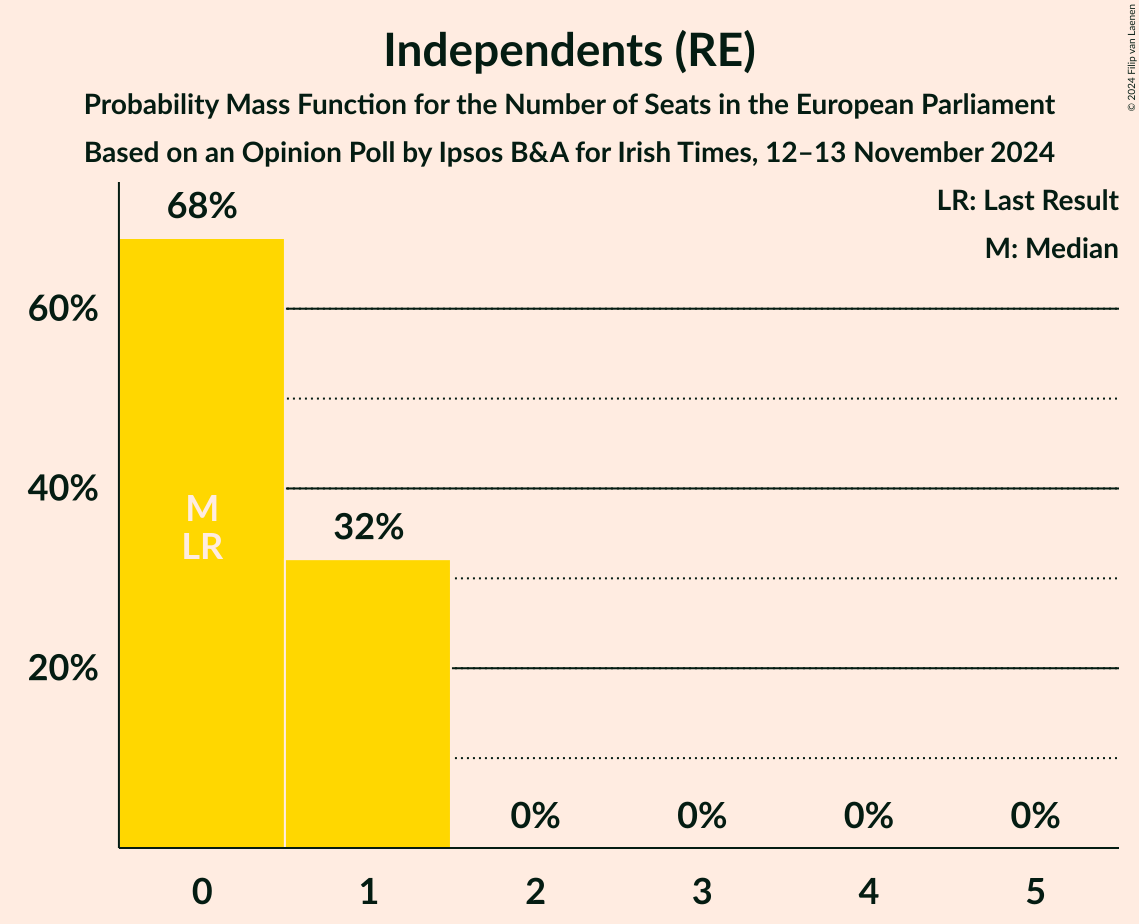 Independents (RE)
Probability Mass Function for the Number of Seats in the European Parliament
Based on an Opinion Poll by Ipsos B&A for Irish Times, 12–13 November 2024
© 2024 Filip van Laenen
LR: Last Result
M: Median
68%
60%
40%
M
LR
32%
20%
0% 0% 0% 0%
0 1 2 3 4 5